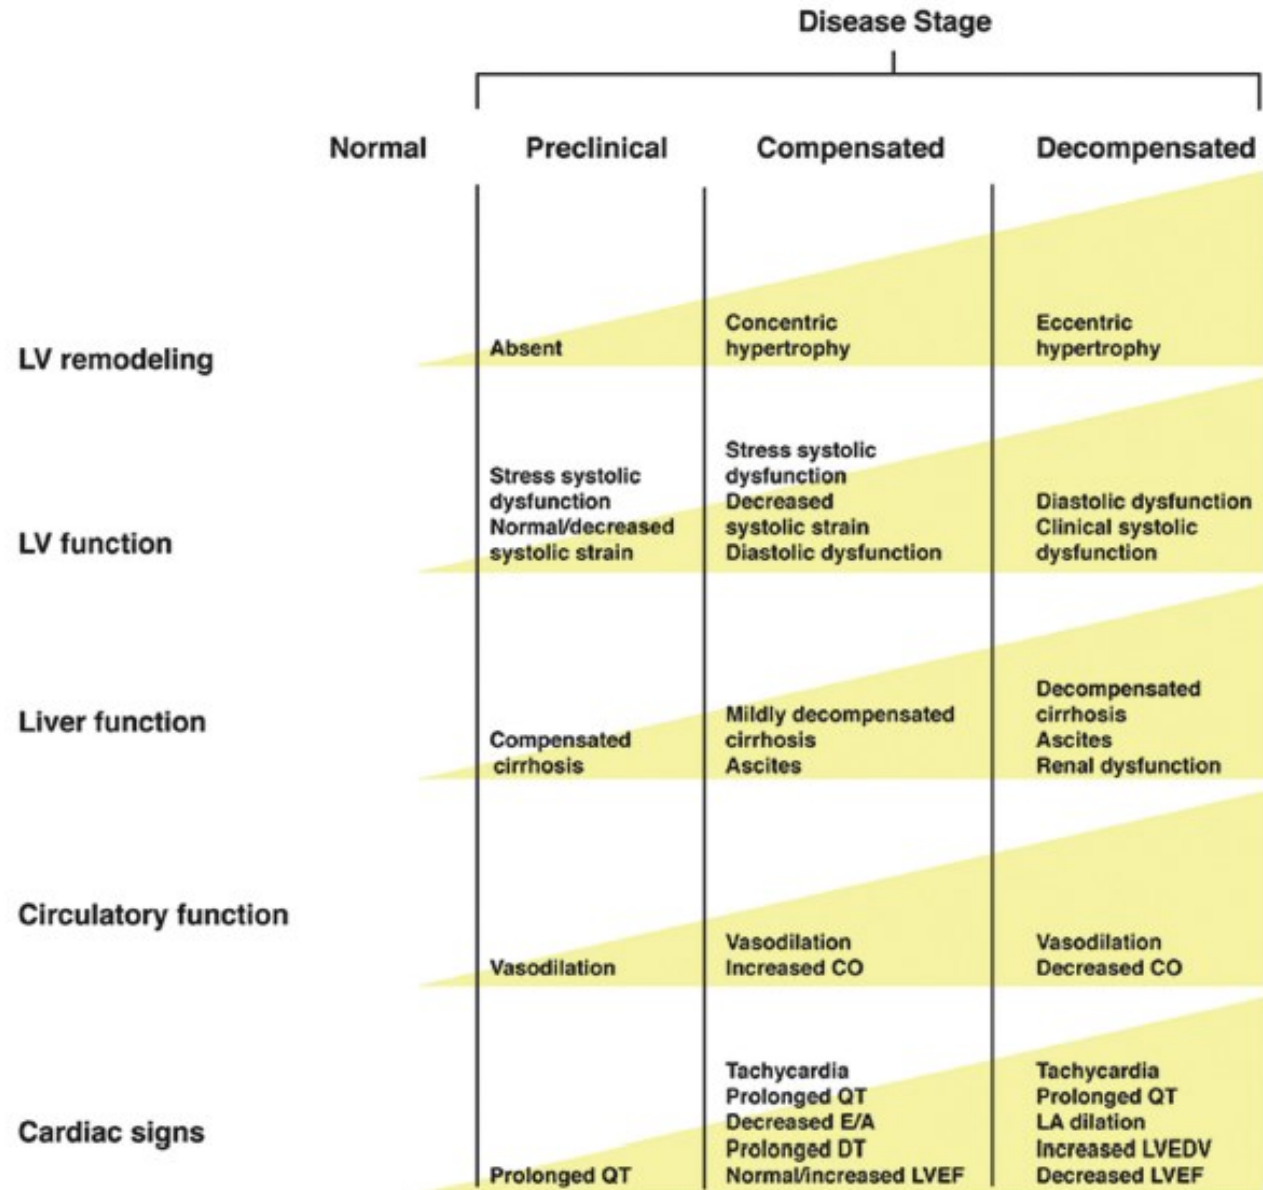 Disease Stage
Normal
Preclinical
Compensated
Decompensated
LV remodeling
Absent
Concentric
hypertrophy
Eccentric
hypertrophy
LV function
Stress systolic
dysfunction
Normal/decreased
systolic strain
Stress systolic
dysfunction
Decreased
systolic strain
Diastolic dysfunction
Diastolic dysfunction
Clinical systolic
dysfunction
Liver function
Compensated
cirrhosis
Mildly decompensated
cirrhosis
Ascites
Decompensated
cirrhosis
Ascites
Renal dysfunction
Circulatory function
Vasodilation
Vasodilation
Increased CO
Vasodilation
Decreased CO
Cardiac signs
Prolonged QT
Tachycardia
Prolonged QT
Decreased E/A
Prolonged DT
Normal/increased LVEF
Tachycardia
Prolonged QT
LA dilation
Increased LVEDV
Decreased LVEF